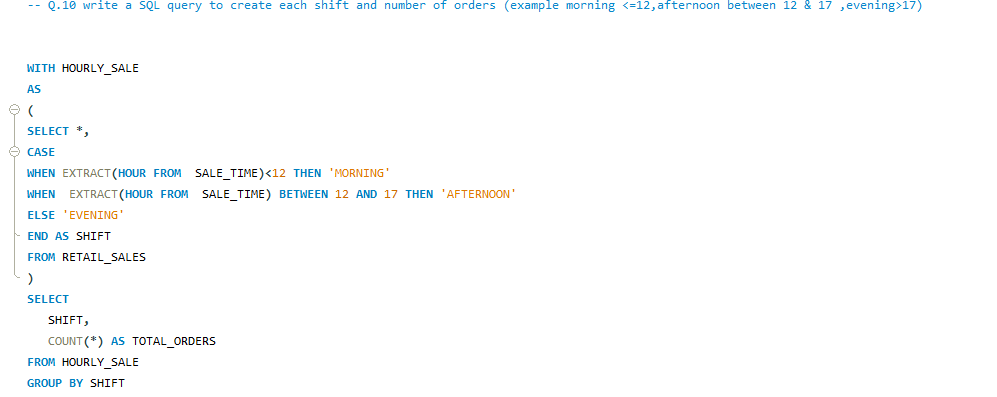 -- Q.10 write a SQL query to create each shift and number of orders (example morning <=12,afternoon between 12 & 17 ,evening>17)
WITH HOURLY_SALE
AS
(
SELECT *,
CASE
WHEN EXTRACT(HOUR FROM  SALE_TIME)<12 THEN 'MORNING'
WHEN  EXTRACT(HOUR FROM  SALE_TIME) BETWEEN 12 AND 17 THEN 'AFTERNOON'
ELSE 'EVENING'
END AS SHIFT
FROM RETAIL_SALES
)
SELECT
   SHIFT,
   COUNT(*) AS TOTAL_ORDERS
FROM HOURLY_SALE
GROUP BY SHIFT